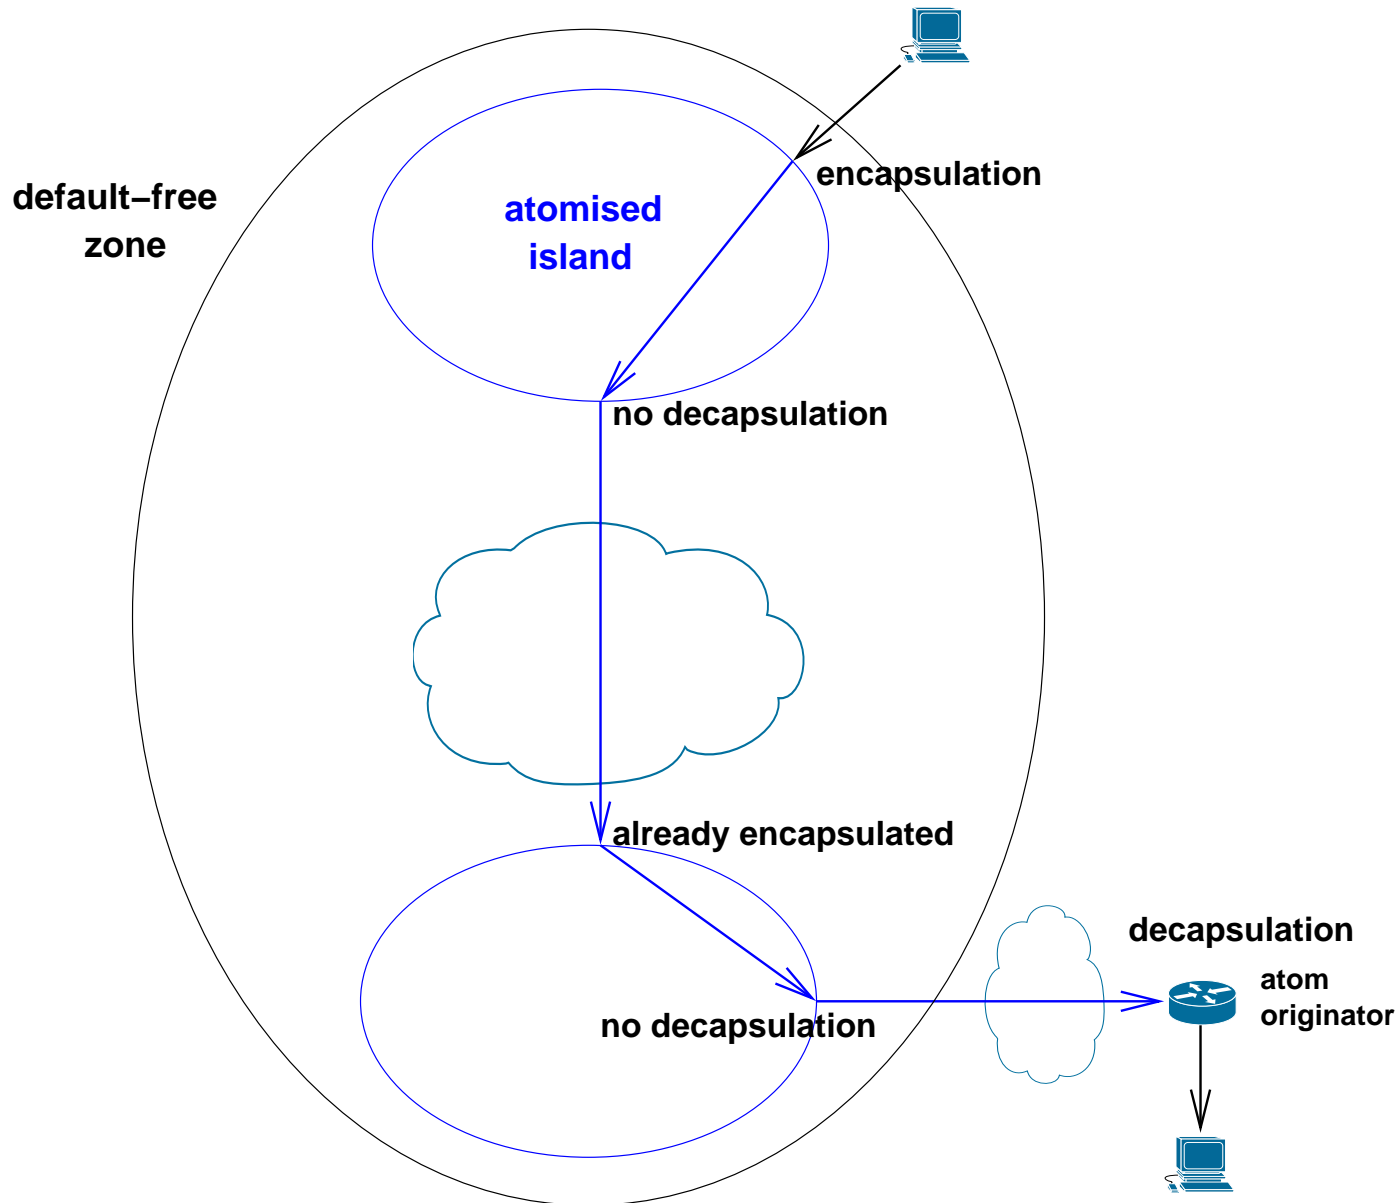 encapsulation
default−free
zone
atomised
island
no decapsulation
already encapsulated
decapsulation
atom
originator
no decapsulation